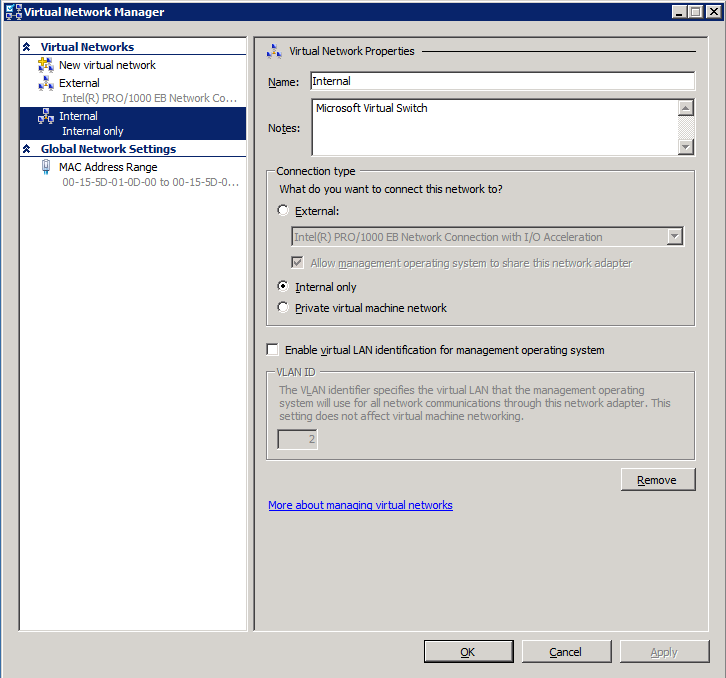 Virtual Network Manager
Virtual Networks
New virtual network
External
Intel(R) PRO/1000 EB Network Co...
Internal
Internal only
Global Network Settings
MAC Address Range
00-15-5D-01-0D-00 to 00-15-5D-0...
Virtual Network Properties
Name:
Internal
Notes:
Microsoft Virtual Switch
Connection type
What do you want to connect this network to?
External:
Intel(R) PRO/1000 EB Network Connection with I/O Acceleration
Allow management operating system to share this network adapter
Internal only
Private virtual machine network
Enable virtual LAN identification for management operating system
VLAN ID
The VLAN identifier specifies the virtual LAN that the management operating
system will use for all network communications through this network adapter. This
setting does not affect virtual machine networking.
2
Remove
More about managing virtual networks
OK
Cancel
Apply